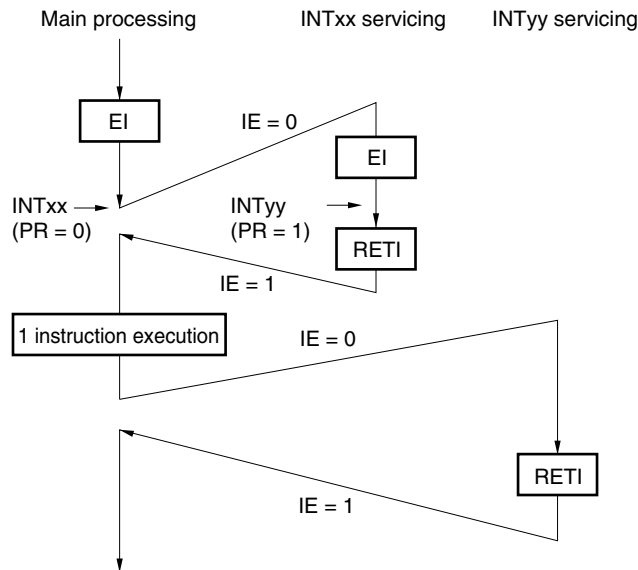 Main processing
INTxx servicing
INTyy servicing
EI
IE = 0
EI
INTxx
(PR = 0)
INTyy
(PR = 1)
RETI
IE = 1
1 instruction execution
IE = 0
RETI
IE = 1